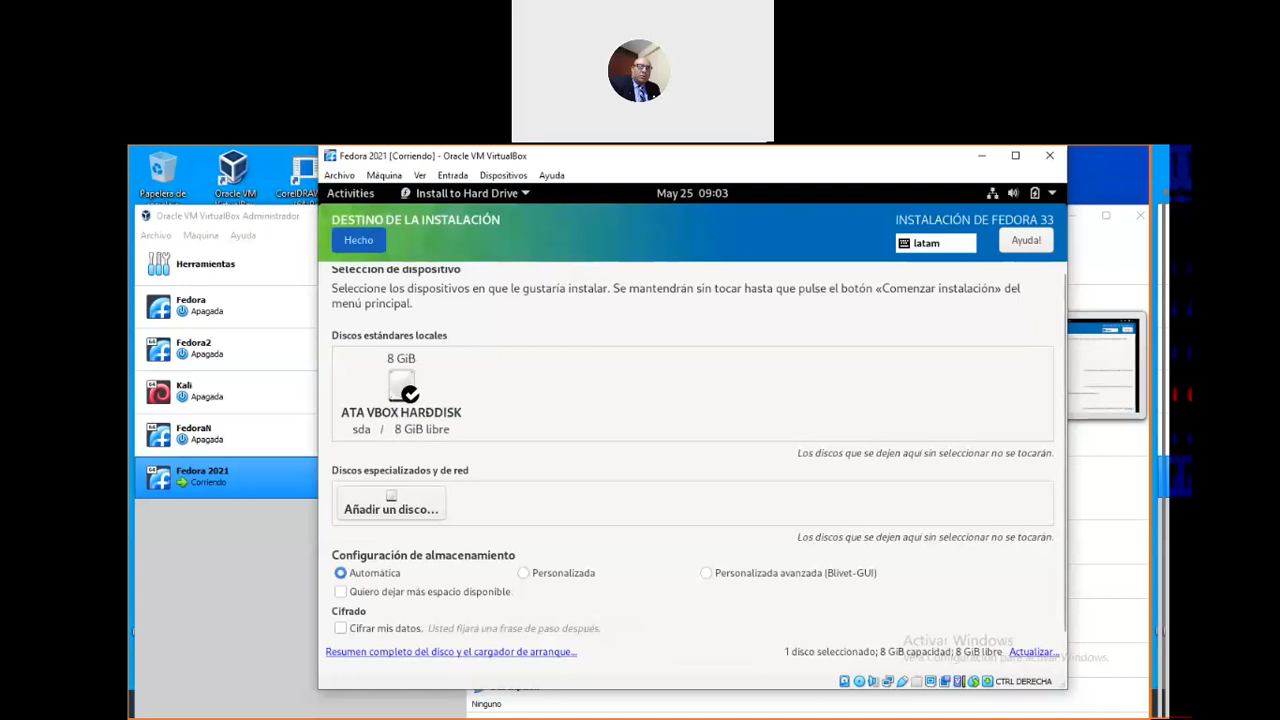 Papelera de
Oracle VM
VirtualBox
CorelDRAW
Oracle VM VirtualBox Administrador
Archivo Máquina Ayuda
Herramientas
Fedora
Apagada
Fedora2
Apagada
Kali
Apagada
FedoraN
Apagada
Fedora 2021
Corriendo
Fedora 2021 [Corriendo] - Oracle VM VirtualBox
Archivo Máquina Ver Entrada Dispositivos Ayuda
Activities Install to Hard Drive May 25 09:03
DESTINO DE LA INSTALACIÓN
INSTALACIÓN DE FEDORA 33
Hecho
latam
Ayuda!
Selección de dispositivo
Seleccione los dispositivos en que le gustaría instalar. Se mantendrán sin tocar hasta que pulse el botón «Comenzar instalación» del
menú principal.
Discos estándares locales
8 GiB
ATA VBOX HARDDISK
sda / 8 GiB libre
Los discos que se dejen aquí sin seleccionar no se tocarán.
Discos especializados y de red
Añadir un disco...
Los discos que se dejen aquí sin seleccionar no se tocarán.
Configuración de almacenamiento
Automática Personalizada Personalizada avanzada (Blivet-GUI)
Quiero dejar más espacio disponible.
Cifrado
Cifrar mis datos. Usted fijará una frase de paso después.
Activar Windows
Resumen completo del disco y el cargador de arranque...
1 disco seleccionado; 8 GiB capacidad; 8 GiB libre Actualizar...
Ve a Configuración para activar Windows.
CTRL DERECHA
Ninguno